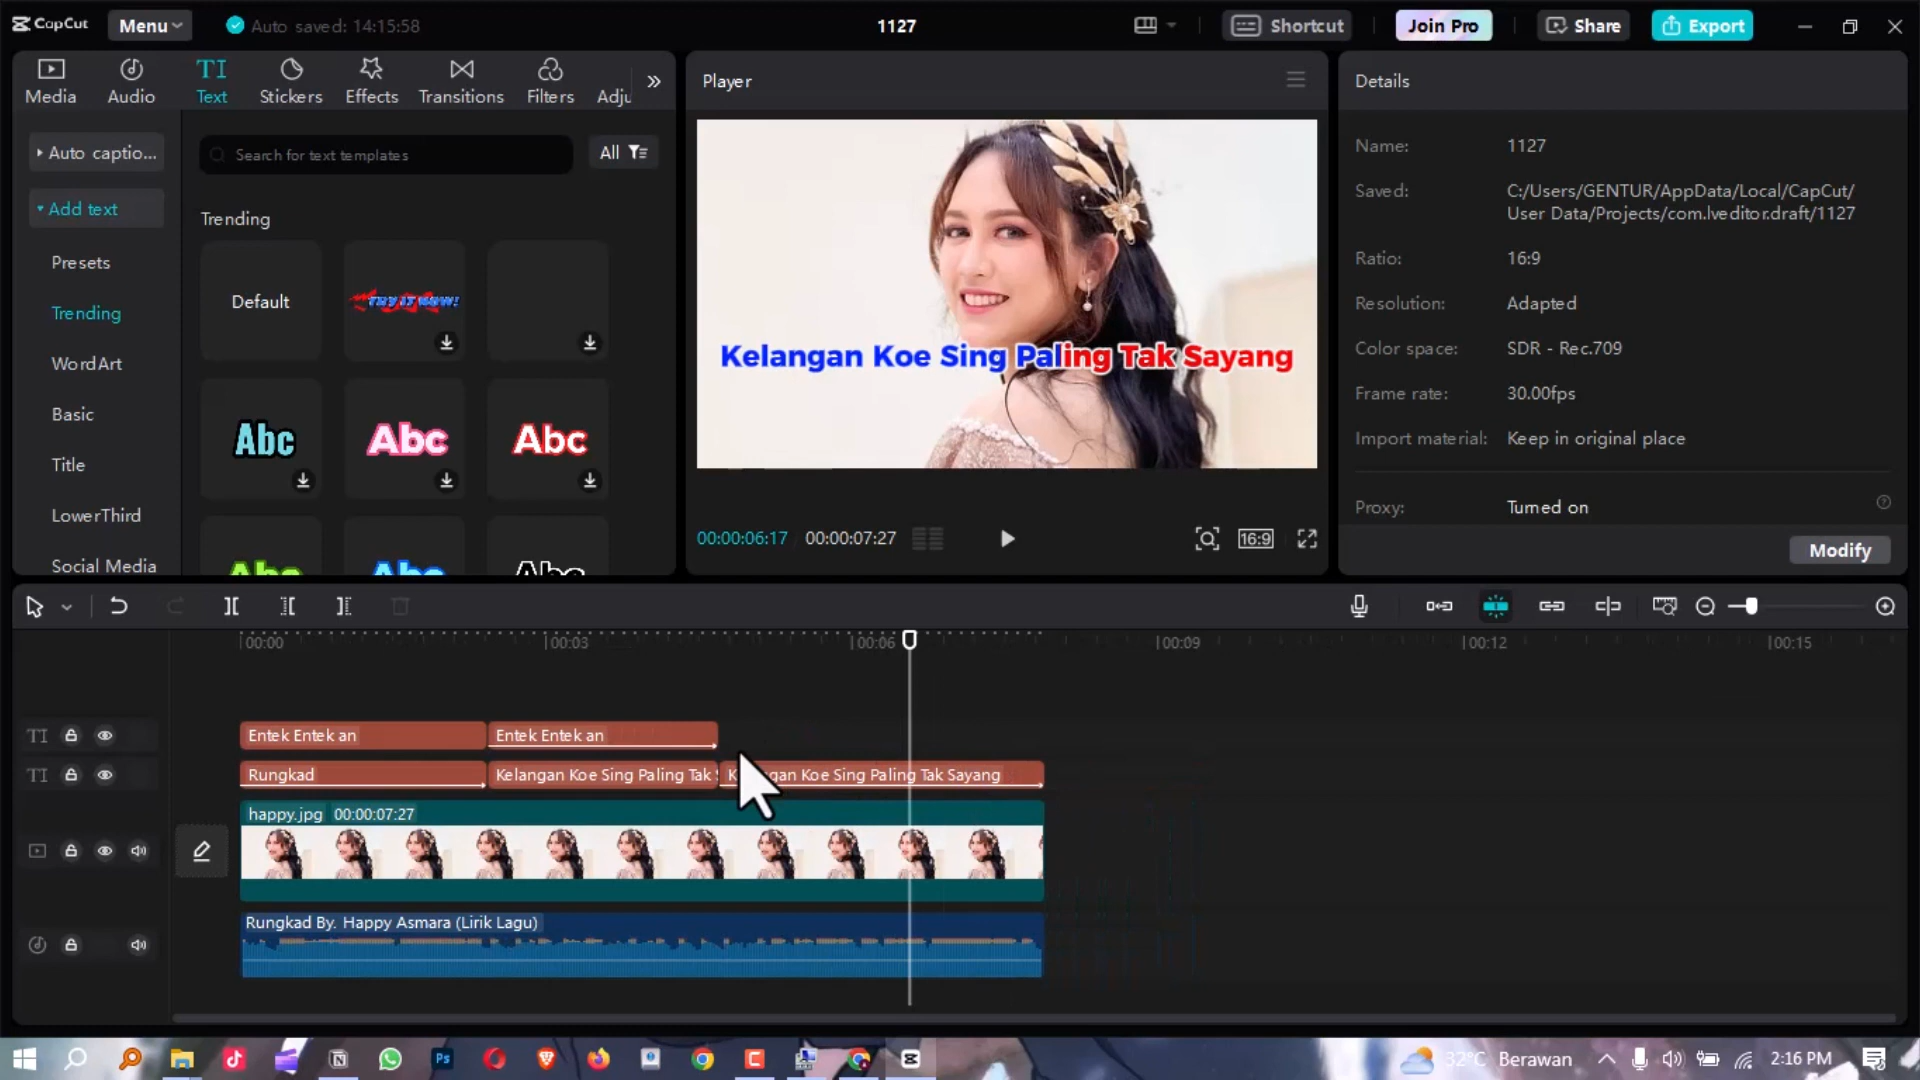 CapCut
Menu
Auto saved: 14:15:58
1127
Shortcut
Join Pro
Share
Export
Media
Audio
TI
Text
Stickers
Effects
Transitions
Filters
Adju
Player
Details
Auto captio...
Search for text templates
All
Add text
Trending
Presets
Trending
WordArt
Basic
Title
LowerThird
Social Media
Default
TRY IT NOW!
Abc
Abc
Abc
Abc
Abc
Abc
Kelangan Koe Sing Paling Tak Sayang
00:00:06:17
00:00:07:27
16:9
Name:
1127
Saved:
C:/Users/GENTUR/AppData/Local/CapCut/
User Data/Projects/com.lveditor.draft/1127
Ratio:
16:9
Resolution:
Adapted
Color space:
SDR - Rec.709
Frame rate:
30.00fps
Import material:
Keep in original place
Proxy:
Turned on
Modify
00:00
00:03
00:06
00:09
00:12
00:15
TI
Entek Entek an
Entek Entek an
TI
Rungkad
Kelangan Koe Sing Paling Tak S
Kelangan Koe Sing Paling Tak Sayang
happy.jpg
00:00:07:27
Rungkad By. Happy Asmara (Lirik Lagu)
Ps
32°C Berawan
2:16 PM